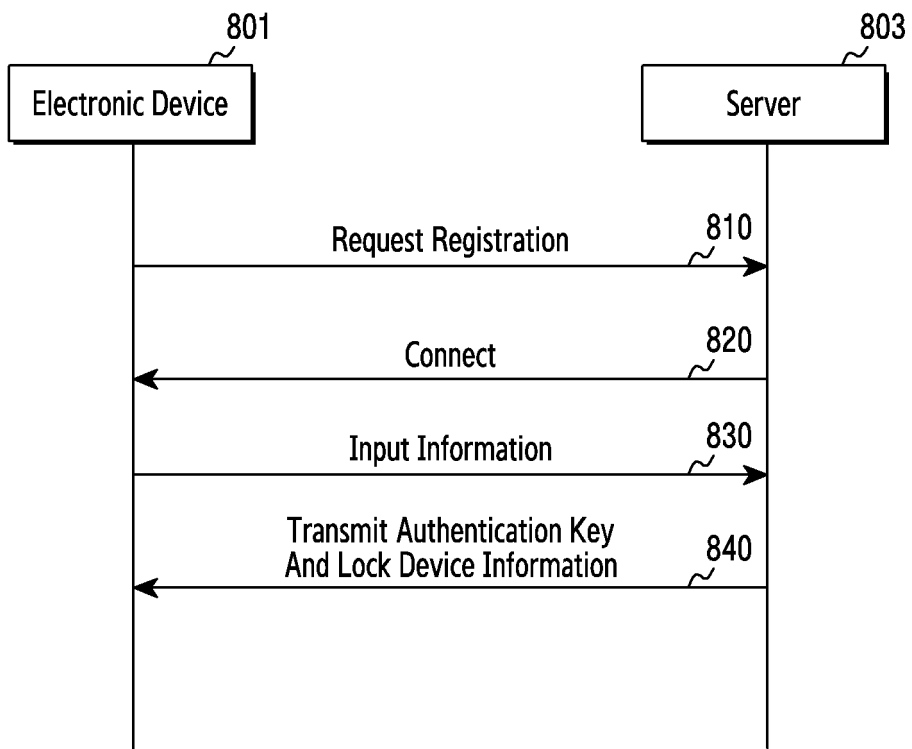 801
803
Electronic Device
Server
Request Registration
810
Connect
820
Input Information
830
Transmit Authentication Key
And Lock Device Information
840